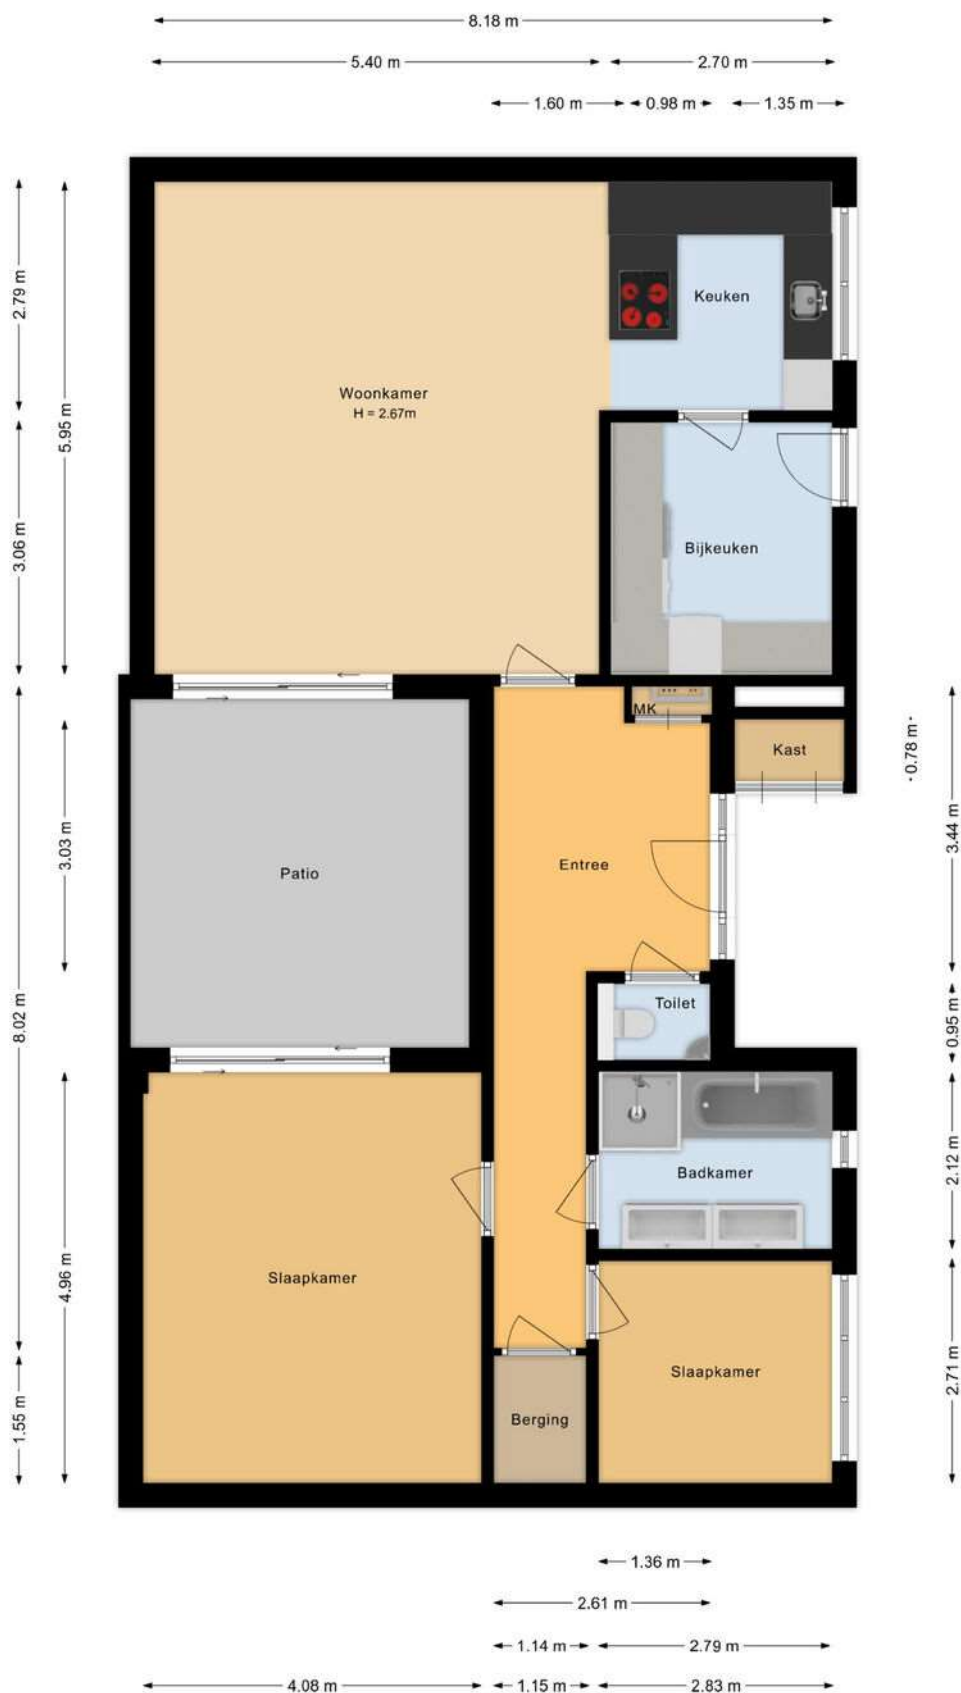 8.18 m
5.40 m
2.70 m
1.60 m
0.98 m
1.35 m
2.79 m
5.95 m
3.06 m
Keuken
Woonkamer
H = 2.67m
Bijkeuken
MK
Kast
0.78 m
3.44 m
3.03 m
Entree
Patio
8.02 m
Toilet
0.95 m
Badkamer
2.12 m
Slaapkamer
4.96 m
Slaapkamer
2.71 m
Berging
1.55 m
1.36 m
2.61 m
1.14 m
2.79 m
4.08 m
1.15 m
2.83 m